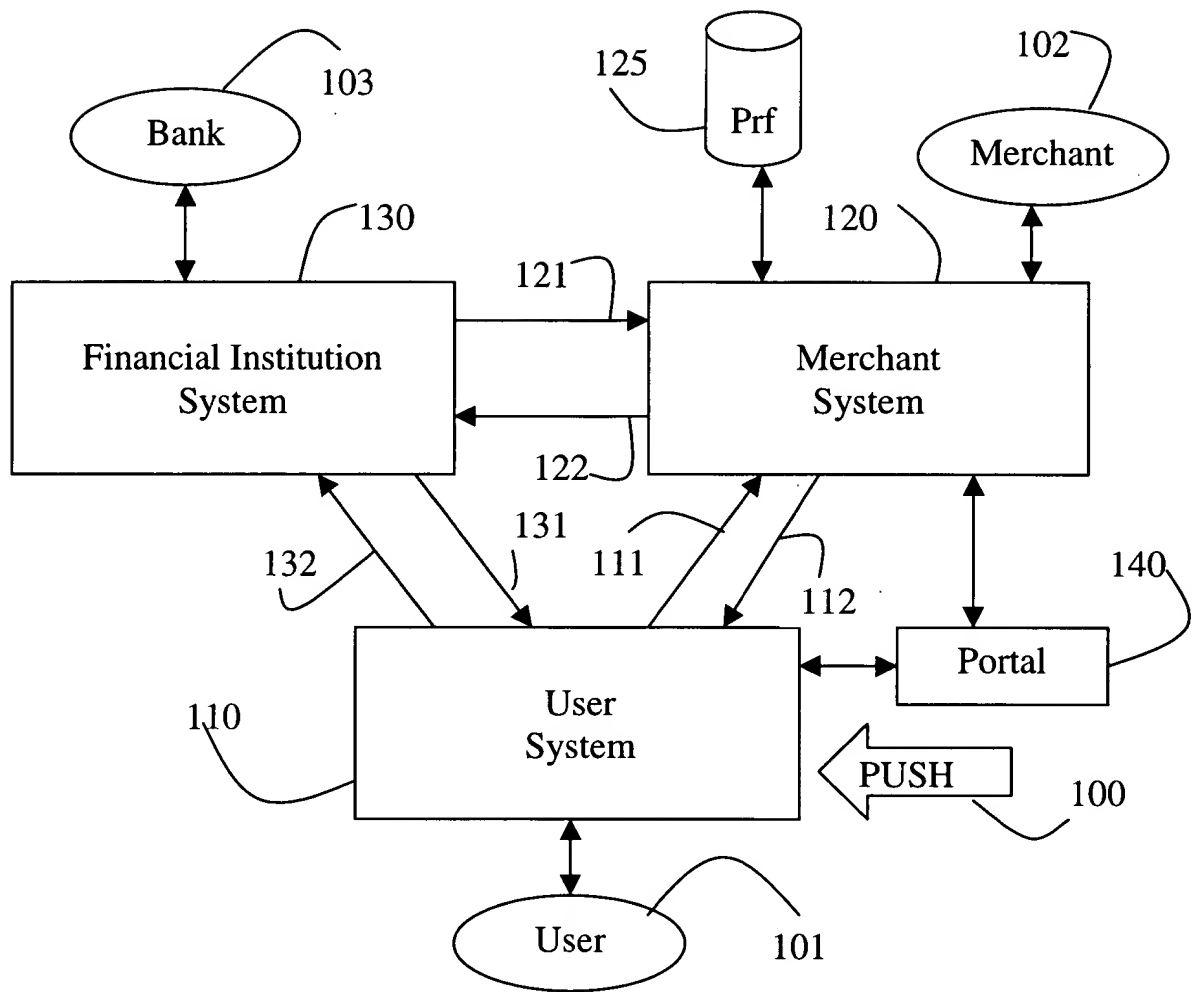 102
125
103
Prf
Bank
Merchant
130
120
121
Financial Institution
System
Merchant
System
122
131
132
111
112
140
Portal
110
User
System
PUSH
100
User
101